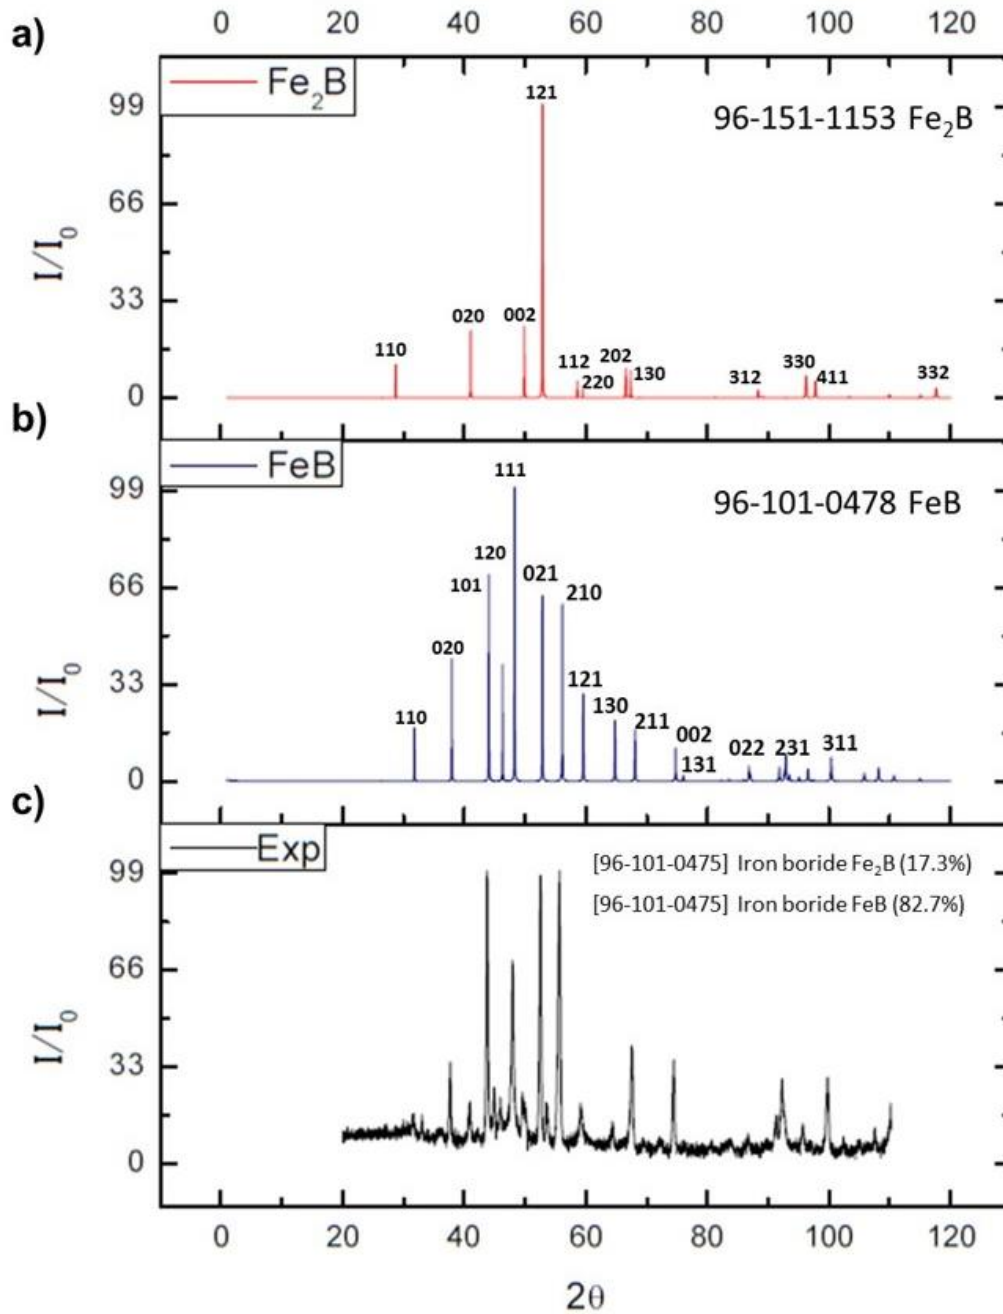 a)
0 20 40 60 80 100 120
Fe₂B
96-151-1153 Fe₂B
99
66
33
0
I/I₀
110
020
002
121
112
220
202
130
312
330
411
332
b)
FeB
96-101-0478 FeB
99
66
33
0
I/I₀
110
020
101
120
111
021
210
121
130
211
002
131
022
231
311
c)
Exp
[96-101-0475] Iron boride Fe₂B (17.3%)
[96-101-0475] Iron boride FeB (82.7%)
99
66
33
0
I/I₀
0 20 40 60 80 100 120
2θ